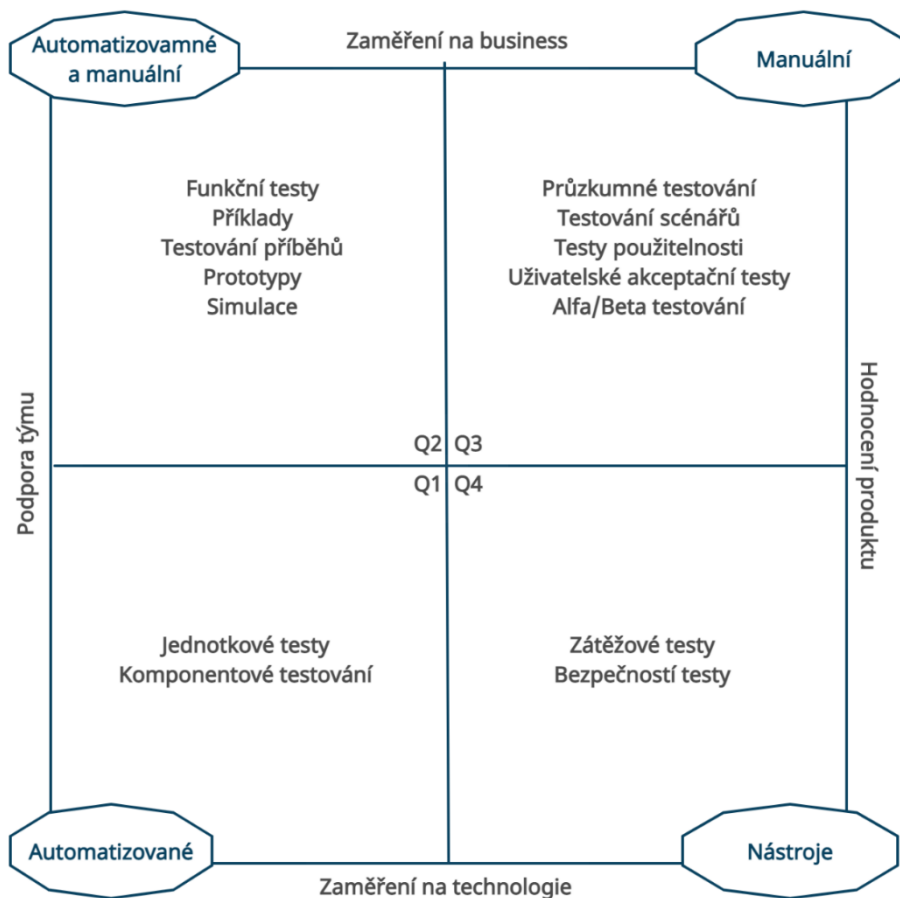 Automatizovamné
a manuální
Zaměření na business
Manuální
Funkční testy
Příklady
Testování příběhů
Prototypy
Simulace
Průzkumné testování
Testování scénářů
Testy použitelnosti
Uživatelské akceptační testy
Alfa/Beta testování
Podpora týmu
Hodnocení produktu
Q2 Q3
Q1 Q4
Jednotkové testy
Komponentové testování
Zátěžové testy
Bezpečností testy
Automatizované
Zaměření na technologie
Nástroje